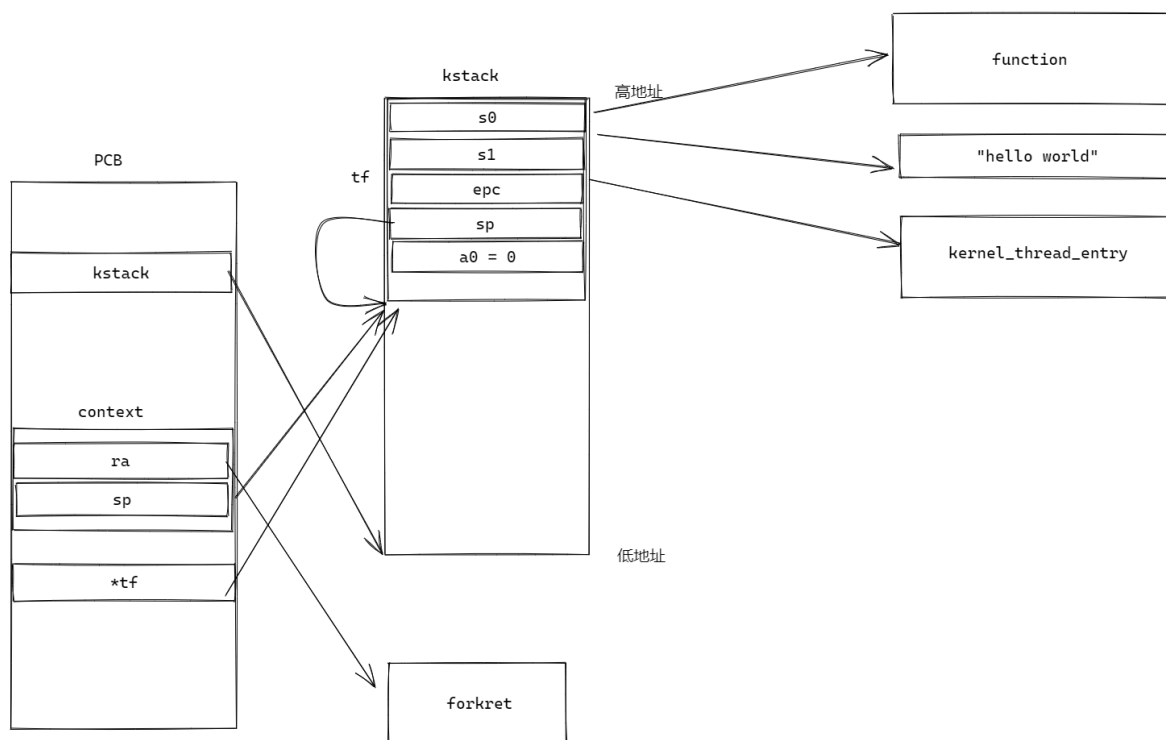 kstack
高地址
function
s0
PCB
s1
"hello world"
tf
epc
sp
kstack
a0 = 0
kernel_thread_entry
context
ra
sp
低地址
*tf
forkret